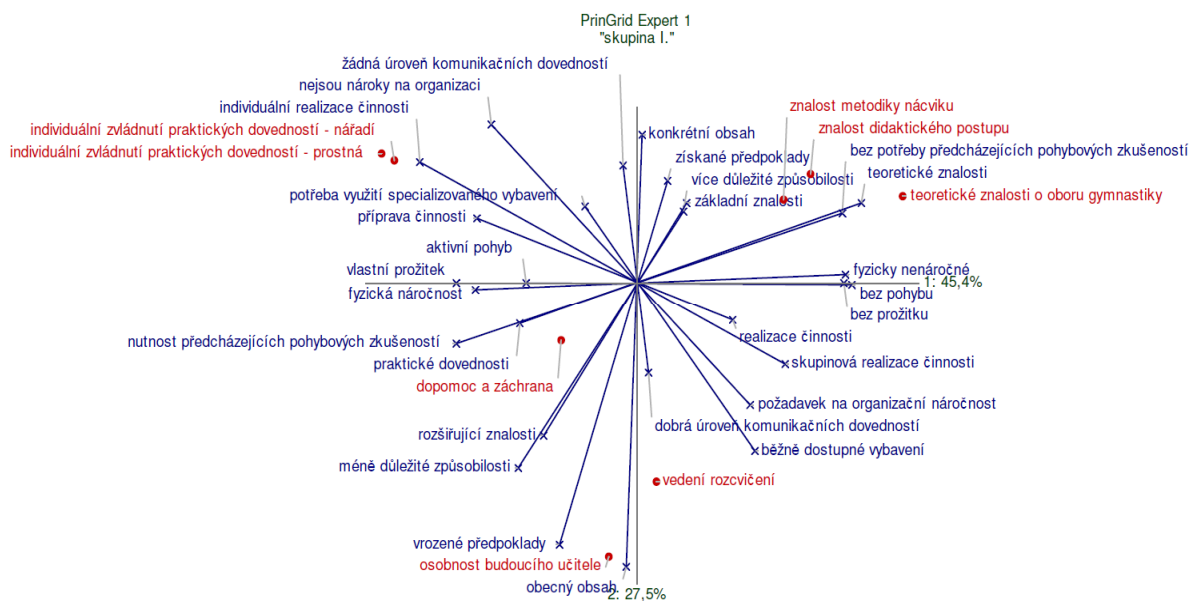 PrinGrid Expert 1
"skupina I."
žádná úroveň komunikačních dovedností
nejsou nároky na organizaci
individuální realizace činnosti
znalost metodiky nácviku
individuální zvládnutí praktických dovedností - nářadí
znalost didaktického postupu
konkrétní obsah
individuální zvládnutí praktických dovedností - prostná
získané předpoklady
bez potřeby předcházejících pohybových zkušeností
více důležité způsobilosti
teoretické znalosti
potřeba využití specializovaného vybavení
základní znalosti
teoretické znalosti o oboru gymnastiky
příprava činnosti
aktivní pohyb
vlastní prožitek
fyzicky nenáročné
1: 45,4%
fyzická náročnost
bez pohybu
bez prožitku
realizace činnosti
nutnost předcházejících pohybových zkušeností
praktické dovednosti
skupinová realizace činnosti
dopomoc a záchrana
požadavek na organizační náročnost
dobrá úroveň komunikačních dovedností
rozšiřující znalosti
běžně dostupné vybavení
méně důležité způsobilosti
vedení rozcvičení
vrozené předpoklady
osobnost budoucího učitele
obecný obsah
2: 27,5%